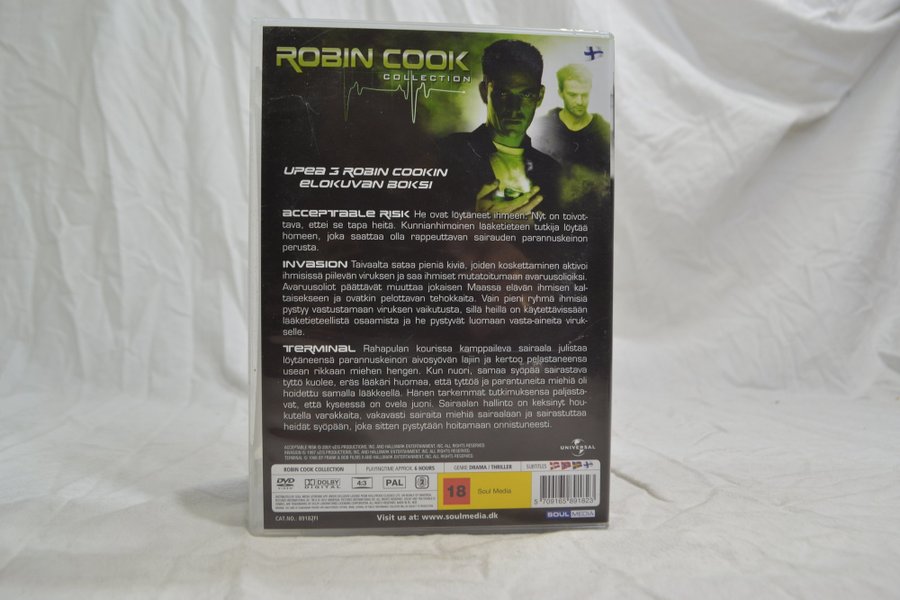 ROBIN COOK
COLLECTION
UPEA 3 ROBIN COOKIN
ELOKUVAN BOKSI
ACCEPTABLE RISK He ovat löytäneet ihmeen. Nyt on toivot-
tava, ettei se tapa heitä. Kunnianhimoinen lääketieteen tutkija löytää
homeen, joka saattaa olla rappeuttavan sairauden parannuskeinon
perusta.
INVASION Taivaalta sataa pieniä kiviä, joiden koskettaminen aktivoi
ihmisissä piilevän viruksen ja saa ihmiset mutatoitumaan avaruusolioiksi.
Avaruusoliot päättävät muuttaa jokaisen Maassa elävän ihmisen kal-
taisekseen ja ovatkin pelottavan tehokkaita. Vain pieni ryhmä ihmisiä
pystyy vastustamaan viruksen vaikutusta, sillä heillä on käytettävissään
lääketieteellistä osaamista ja he pystyvät luomaan vasta-aineita viruk-
selle.
TERMINAL Rahapulan kourissa kamppaileva sairaala julistaa
löytäneensä parannuskeinon aivosyövän lajiin ja kertoo pelastaneensa
usean rikkaan miehen hengen. Kun nuori, samaa syöpää sairastava
tyttö kuolee, eräs lääkäri huomaa, että tyttöä ja parantuneita miehiä oli
hoidettu samalla lääkkeellä. Hänen tarkemmat tutkimuksensa paljasta-
vat, että kyseessä on ovela juoni. Sairaalan hallinto on keksinyt hou-
kutella varakkaita, vakavasti sairaita miehiä sairaalaan ja sairastuttaa
heidät syöpään, joka sitten pystytään hoitamaan onnistuneesti.
UNIVERSAL
ROBIN COOK COLLECTION PLAYINGTIME APPROX. 6 HOURS GENRE: DRAMA / THRILLER SUBTITLES
DVD DOLBY DIGITAL 4:3 PAL 2 18 Soul Media
5 709165 891823
CAT.NO. 89182FI Visit us at: www.soulmedia.dk SOUL MEDIA